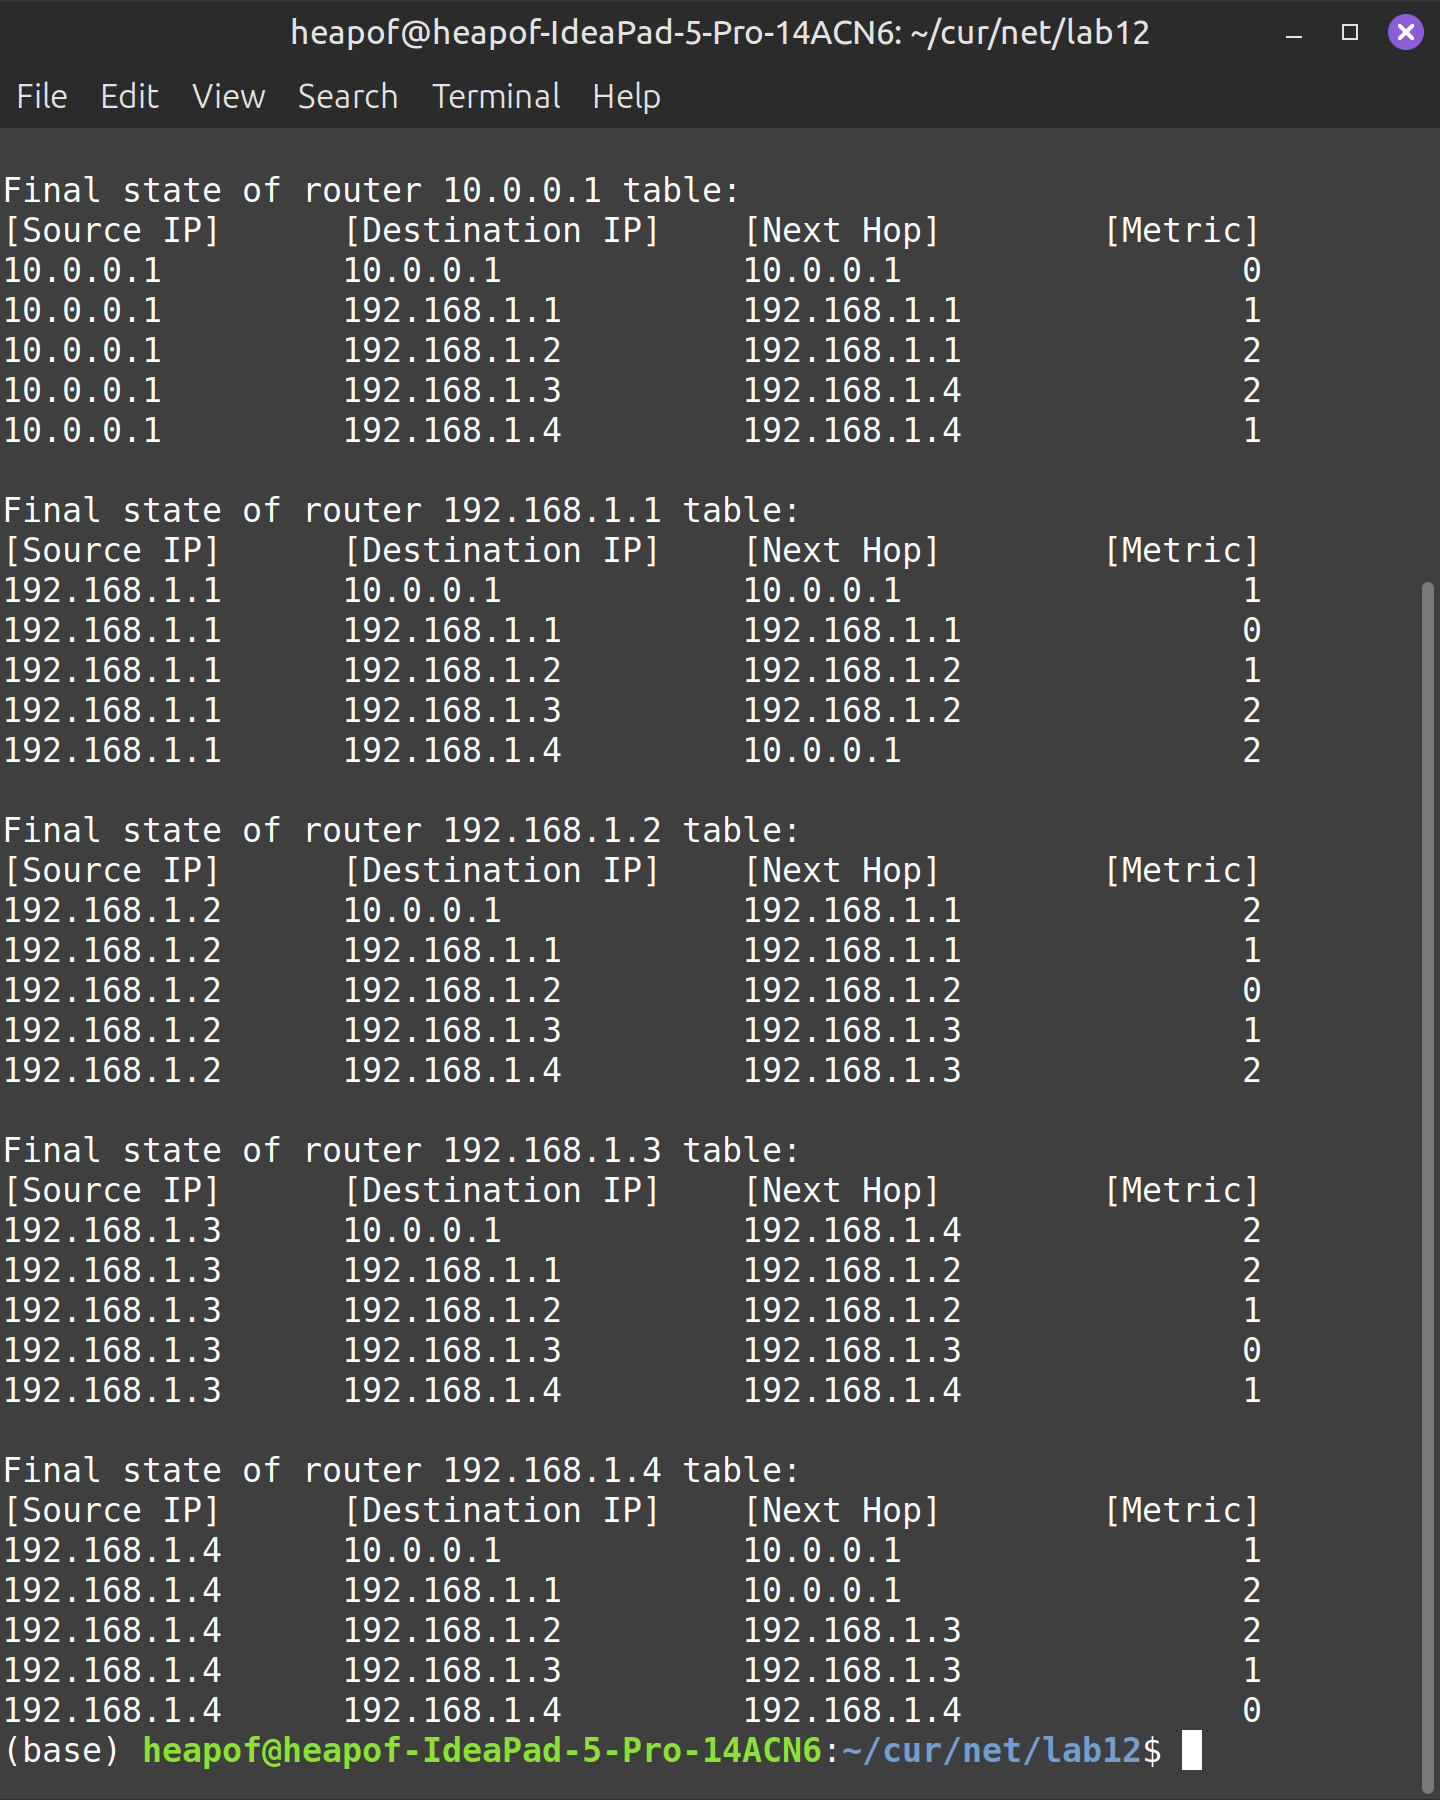 heapof@heapof-IdeaPad-5-Pro-14ACN6: ~/cur/net/lab12
File Edit View Search Terminal Help
Final state of router 10.0.0.1 table:
[Source IP]      [Destination IP]    [Next Hop]        [Metric]
10.0.0.1         10.0.0.1            10.0.0.1                 0
10.0.0.1         192.168.1.1         192.168.1.1              1
10.0.0.1         192.168.1.2         192.168.1.1              2
10.0.0.1         192.168.1.3         192.168.1.4              2
10.0.0.1         192.168.1.4         192.168.1.4              1
Final state of router 192.168.1.1 table:
[Source IP]      [Destination IP]    [Next Hop]        [Metric]
192.168.1.1      10.0.0.1            10.0.0.1                 1
192.168.1.1      192.168.1.1         192.168.1.1              0
192.168.1.1      192.168.1.2         192.168.1.2              1
192.168.1.1      192.168.1.3         192.168.1.2              2
192.168.1.1      192.168.1.4         10.0.0.1                 2
Final state of router 192.168.1.2 table:
[Source IP]      [Destination IP]    [Next Hop]        [Metric]
192.168.1.2      10.0.0.1            192.168.1.1              2
192.168.1.2      192.168.1.1         192.168.1.1              1
192.168.1.2      192.168.1.2         192.168.1.2              0
192.168.1.2      192.168.1.3         192.168.1.3              1
192.168.1.2      192.168.1.4         192.168.1.3              2
Final state of router 192.168.1.3 table:
[Source IP]      [Destination IP]    [Next Hop]        [Metric]
192.168.1.3      10.0.0.1            192.168.1.4              2
192.168.1.3      192.168.1.1         192.168.1.2              2
192.168.1.3      192.168.1.2         192.168.1.2              1
192.168.1.3      192.168.1.3         192.168.1.3              0
192.168.1.3      192.168.1.4         192.168.1.4              1
Final state of router 192.168.1.4 table:
[Source IP]      [Destination IP]    [Next Hop]        [Metric]
192.168.1.4      10.0.0.1            10.0.0.1                 1
192.168.1.4      192.168.1.1         10.0.0.1                 2
192.168.1.4      192.168.1.2         192.168.1.3              2
192.168.1.4      192.168.1.3         192.168.1.3              1
192.168.1.4      192.168.1.4         192.168.1.4              0
(base) heapof@heapof-IdeaPad-5-Pro-14ACN6:~/cur/net/lab12$